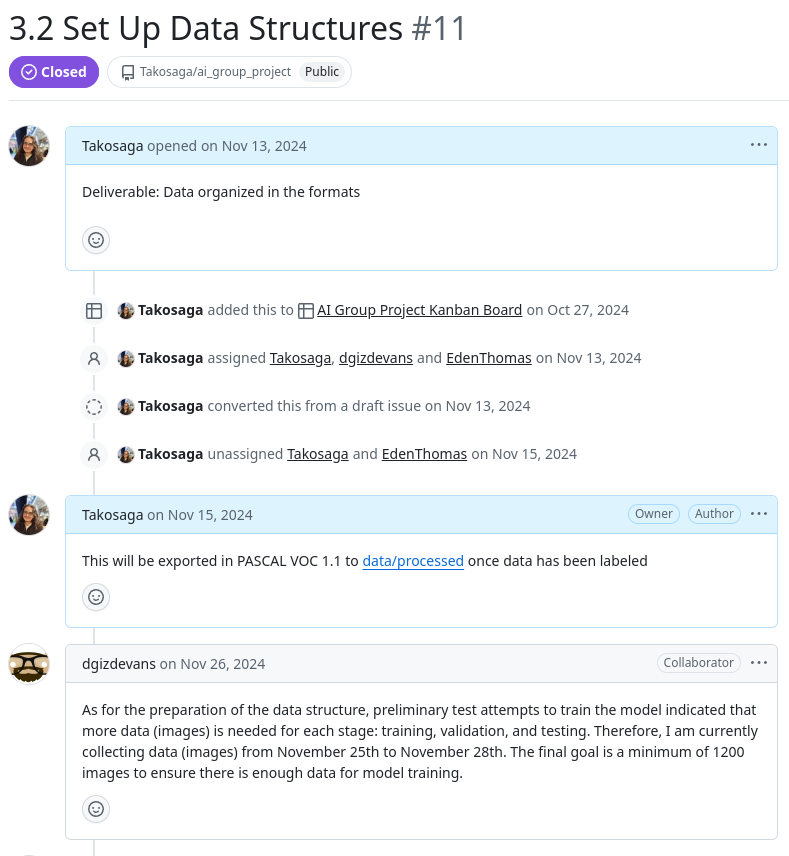 3.2 Set Up Data Structures #11
Closed
Takosaga/ai_group_project Public
Takosaga opened on Nov 13, 2024
Deliverable: Data organized in the formats
Takosaga added this to AI Group Project Kanban Board on Oct 27, 2024
Takosaga assigned Takosaga, dgizdevans and EdenThomas on Nov 13, 2024
Takosaga converted this from a draft issue on Nov 13, 2024
Takosaga unassigned Takosaga and EdenThomas on Nov 15, 2024
Takosaga on Nov 15, 2024 Owner Author
This will be exported in PASCAL VOC 1.1 to data/processed once data has been labeled
dgizdevans on Nov 26, 2024 Collaborator
As for the preparation of the data structure, preliminary test attempts to train the model indicated that
more data (images) is needed for each stage: training, validation, and testing. Therefore, I am currently
collecting data (images) from November 25th to November 28th. The final goal is a minimum of 1200
images to ensure there is enough data for model training.